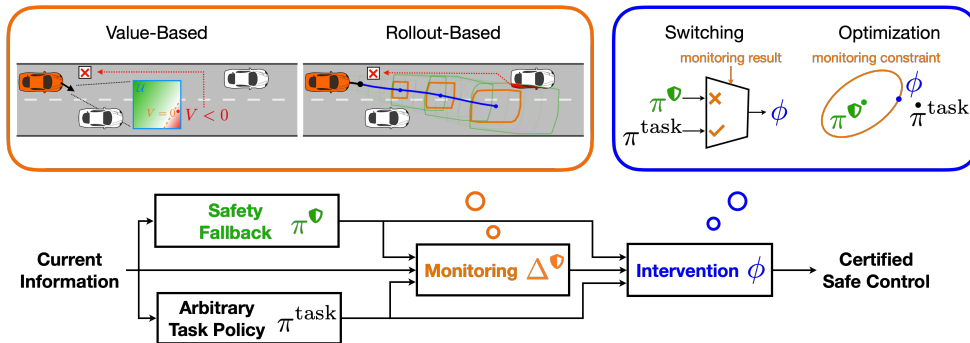 Value-Based
Rollout-Based
u
V = 0
V < 0
Switching
Optimization
monitoring result
monitoring constraint
π
π^task
ϕ
ϕ
π
π^task
Safety
Fallback π
Current
Information
Monitoring Δ
Intervention ϕ
Certified
Safe Control
Arbitrary
Task Policy π^task